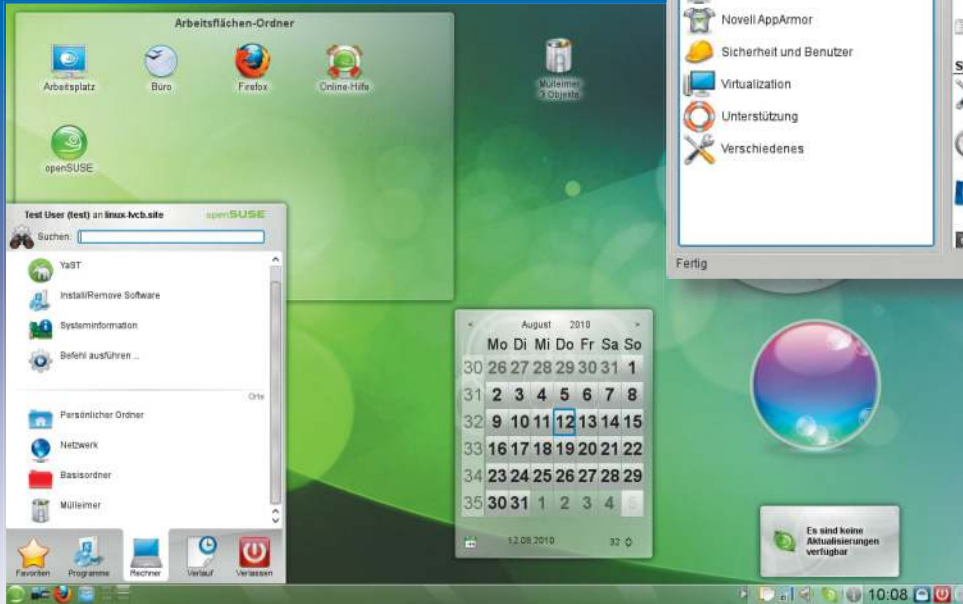 Arbeitsflächen-Ordner
Arbeitsplatz
Büro
Firefox
Online-Hilfe
openSUSE
Mülleimer
3 Objekte
Novell AppArmor
Sicherheit und Benutzer
Virtualization
Unterstützung
Verschiedenes
Fertig
Test User (test) an linux-lvcb.site openSUSE
Suchen:
YaST
Install/Remove Software
Systeminformation
Befehl ausführen ...
Orte
Persönlicher Ordner
Netzwerk
Basisordner
Mülleimer
Favoriten Programme Rechner Verlauf Verlassen
< August 2010 >
Mo Di Mi Do Fr Sa So
30 26 27 28 29 30 31 1
31 2 3 4 5 6 7 8
32 9 10 11 12 13 14 15
33 16 17 18 19 20 21 22
34 23 24 25 26 27 28 29
35 30 31 1 2 3 4 5
12.08.2010 32
Es sind keine
Aktualisierungen
verfügbar
10:08